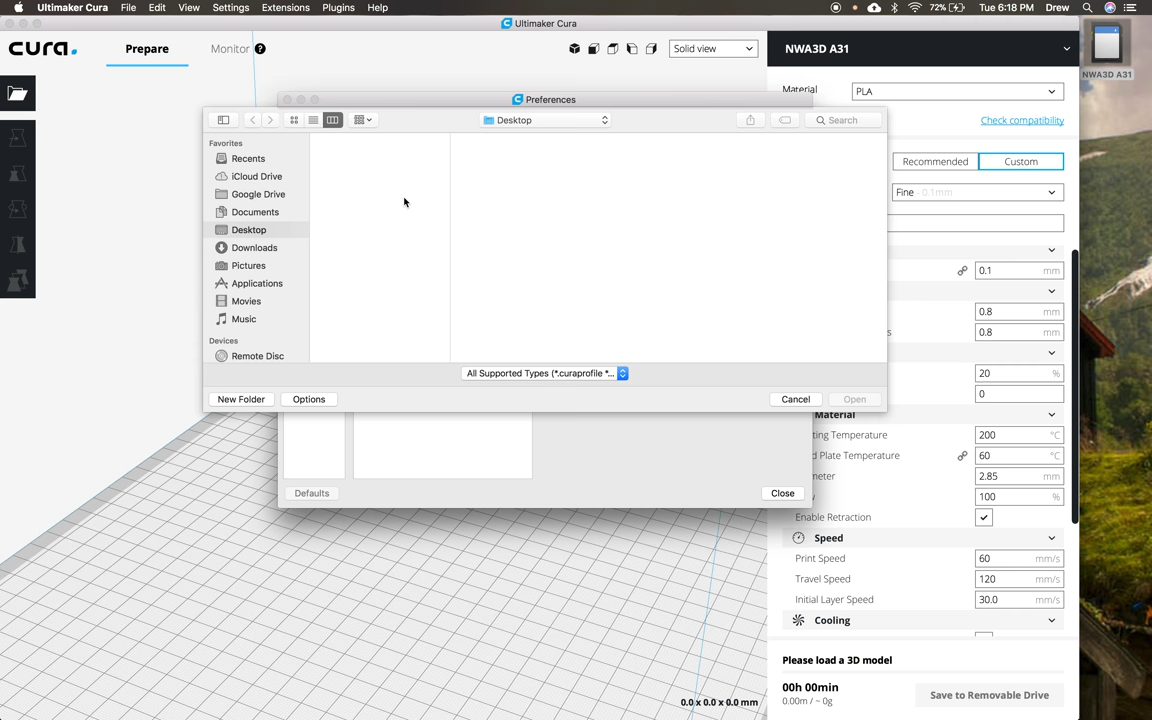 Ultimaker Cura File Edit View Settings Extensions Plugins Help 72% Tue 6:18 PM Drew
Ultimaker Cura
cura. Prepare Monitor ? Solid view NWA3D A31
NWA3D A31
Material PLA
Preferences
Desktop Search
Check compatibility
Favorites
Recents
Recommended Custom
iCloud Drive
Google Drive
Fine - 0.1mm
Documents
Desktop
Downloads
Pictures
0.1 mm
Applications
Movies
Music
0.8 mm
s 0.8 mm
Devices
Remote Disc
All Supported Types (*.curaprofile *...
20 %
0
New Folder Options Cancel Open
Material
ting Temperature 200 °C
d Plate Temperature 60 °C
meter 2.85 mm
100 %
Defaults Close
Enable Retraction
Speed
Print Speed 60 mm/s
Travel Speed 120 mm/s
Initial Layer Speed 30.0 mm/s
Cooling
Please load a 3D model
00h 00min
0.00m / ~ 0g
Save to Removable Drive
0.0 x 0.0 x 0.0 mm